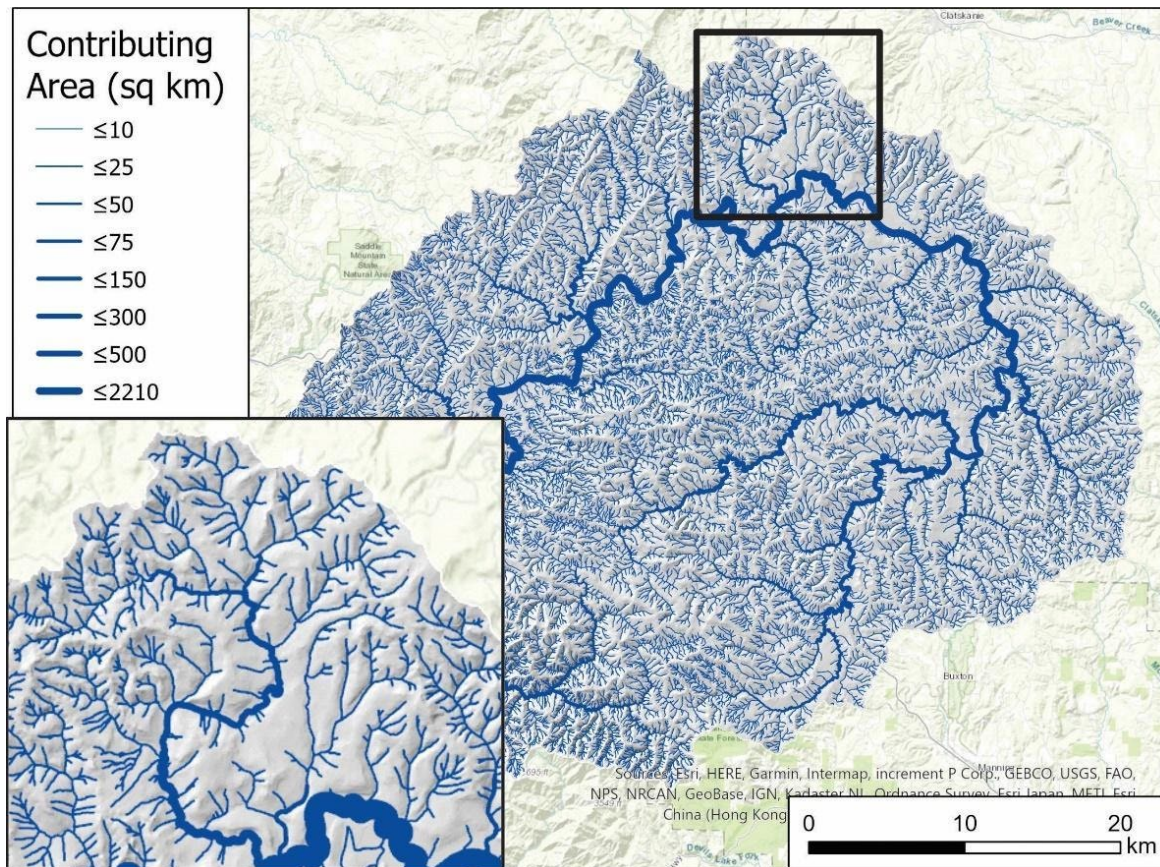 Contributing
Area (sq km)
≤10
≤25
≤50
≤75
≤150
≤300
≤500
≤2210
Clatskanie
Beaver Creek
Saddle
Mountain
State
Natural Area
Buxton
Manning
Sources: Esri, HERE, Garmin, Intermap, increment P Corp., GEBCO, USGS, FAO,
NPS, NRCAN, GeoBase, IGN, Kadaster NL, Ordnance Survey, Esri Japan, METI, Esri
China (Hong Kong
0 10 20
km